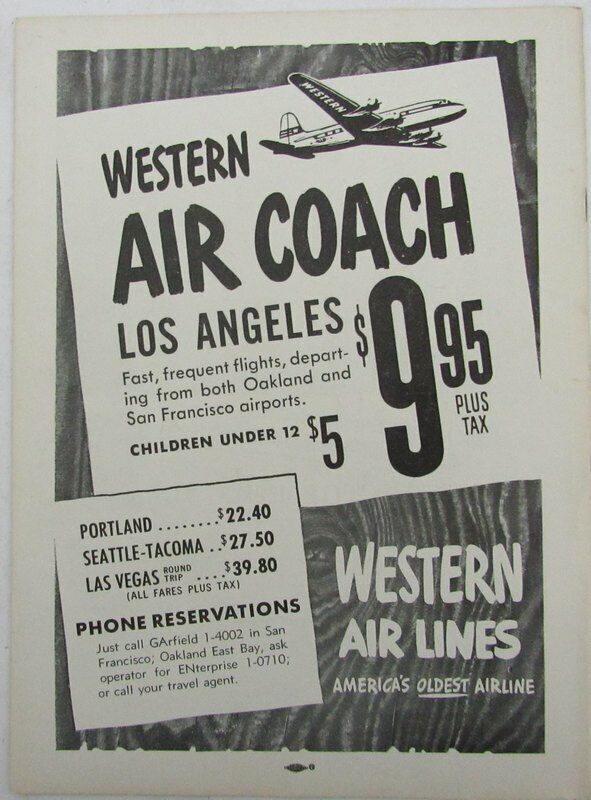 WESTERN
WESTERN
AIR COACH
LOS ANGELES $9.95
PLUS
TAX
Fast, frequent flights, depart-
ing from both Oakland and
San Francisco airports.
CHILDREN UNDER 12 $5
PORTLAND ........ $22.40
SEATTLE-TACOMA .. $27.50
LAS VEGAS ROUND TRIP .... $39.80
(ALL FARES PLUS TAX)
PHONE RESERVATIONS
Just call GArfield 1-4002 in San
Francisco; Oakland East Bay, ask
operator for ENterprise 1-0710;
or call your travel agent.
WESTERN
AIR LINES
AMERICA'S OLDEST AIRLINE